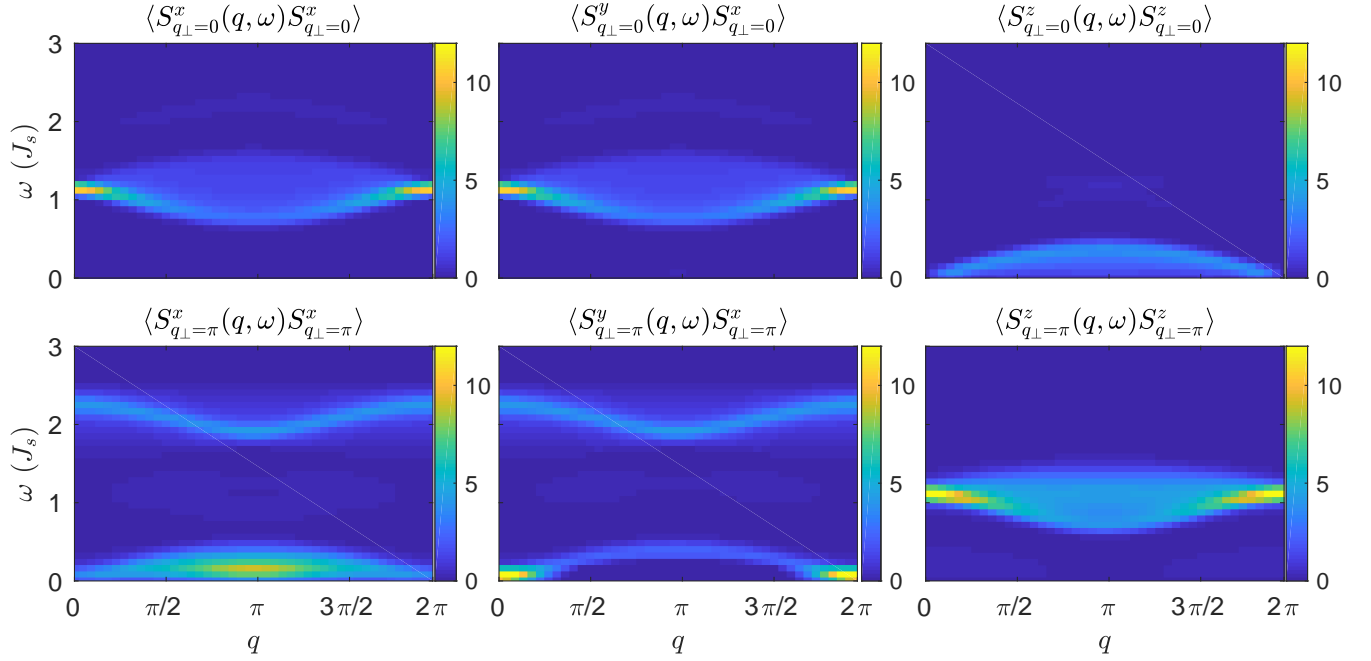 ⟨S^x_{q⊥=0}(q, ω)S^x_{q⊥=0}⟩
⟨S^y_{q⊥=0}(q, ω)S^x_{q⊥=0}⟩
⟨S^z_{q⊥=0}(q, ω)S^z_{q⊥=0}⟩
3
2
1
0
ω (J_s)
10
5
0
10
5
0
10
5
0
⟨S^x_{q⊥=π}(q, ω)S^x_{q⊥=π}⟩
⟨S^y_{q⊥=π}(q, ω)S^x_{q⊥=π}⟩
⟨S^z_{q⊥=π}(q, ω)S^z_{q⊥=π}⟩
3
2
1
0
ω (J_s)
10
5
0
10
5
0
10
5
0
0 π/2 π 3π/2 2π
0 π/2 π 3π/2 2π
0 π/2 π 3π/2 2π
q
q
q